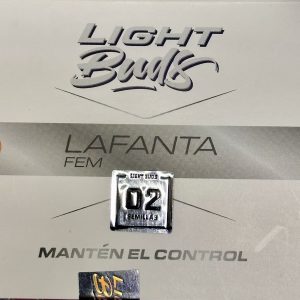 LIGHT
Buds
LAFANTA
FEM
LIGHT BUDS
02
SEMILLAS
MANTÉN EL CONTROL